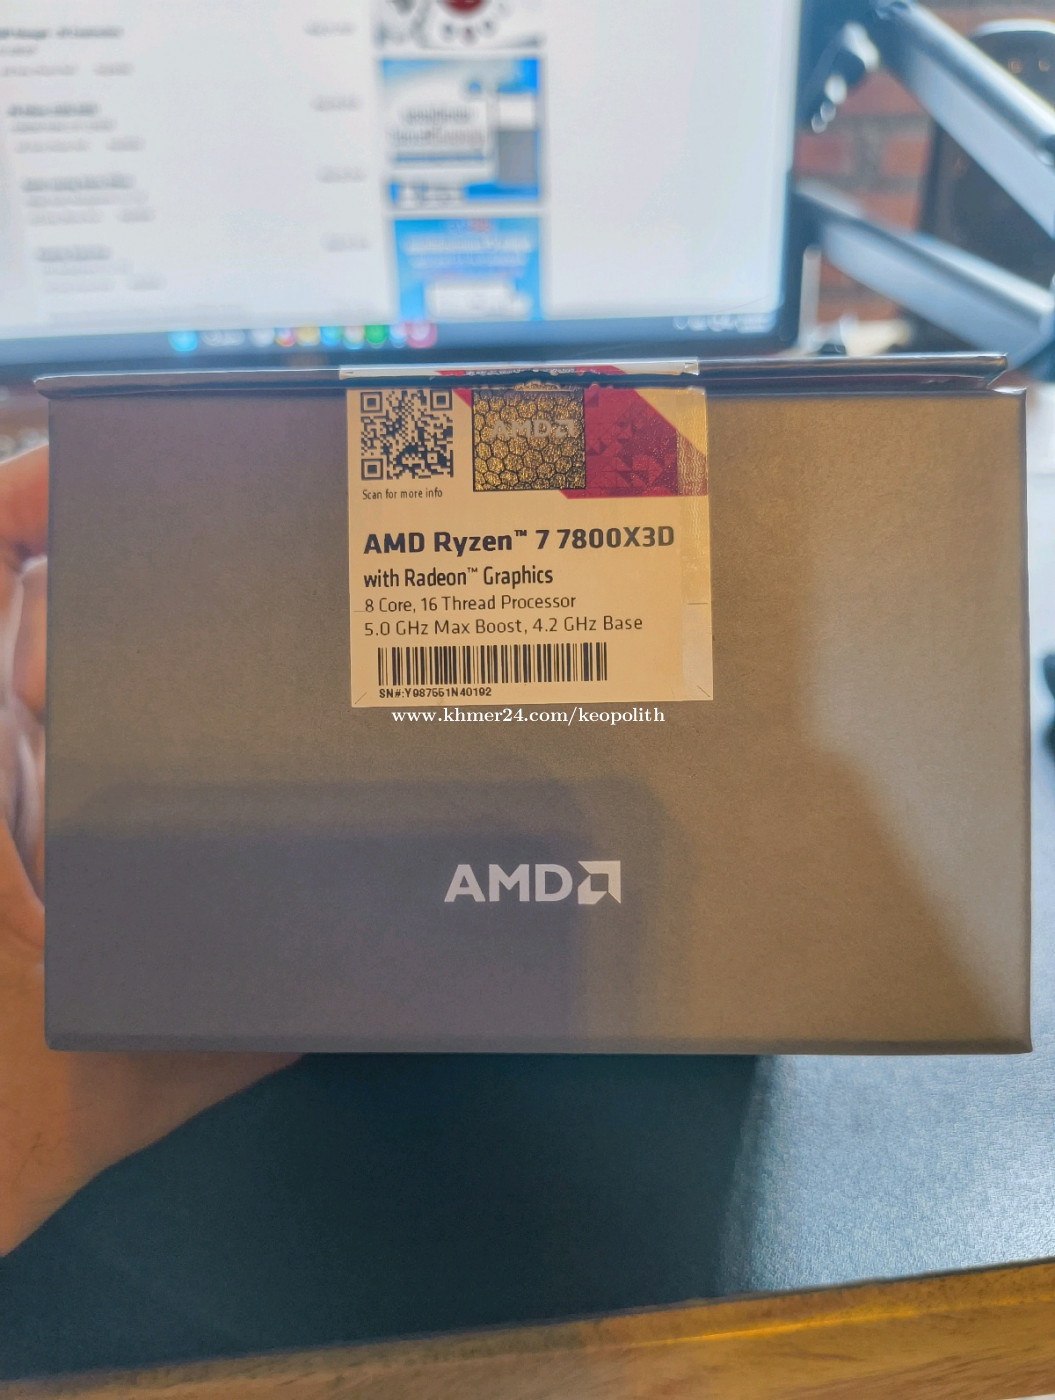 AMD
Scan for more info
AMD Ryzen™ 7 7800X3D
with Radeon™ Graphics
8 Core, 16 Thread Processor
5.0 GHz Max Boost, 4.2 GHz Base
SN#:Y987551N40192
www.khmer24.com/keopolith
AMD